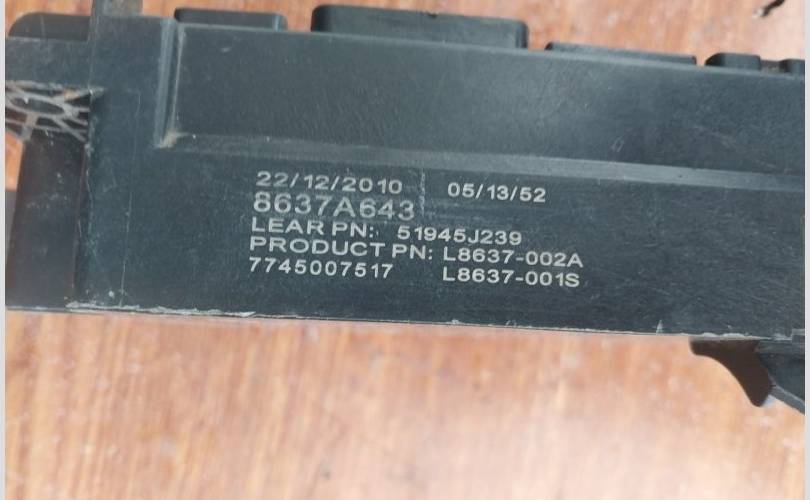 22/12/2010 05/13/52
8637A643
LEAR PN: 51945J239
PRODUCT PN: L8637-002A
7745007517 L8637-001S